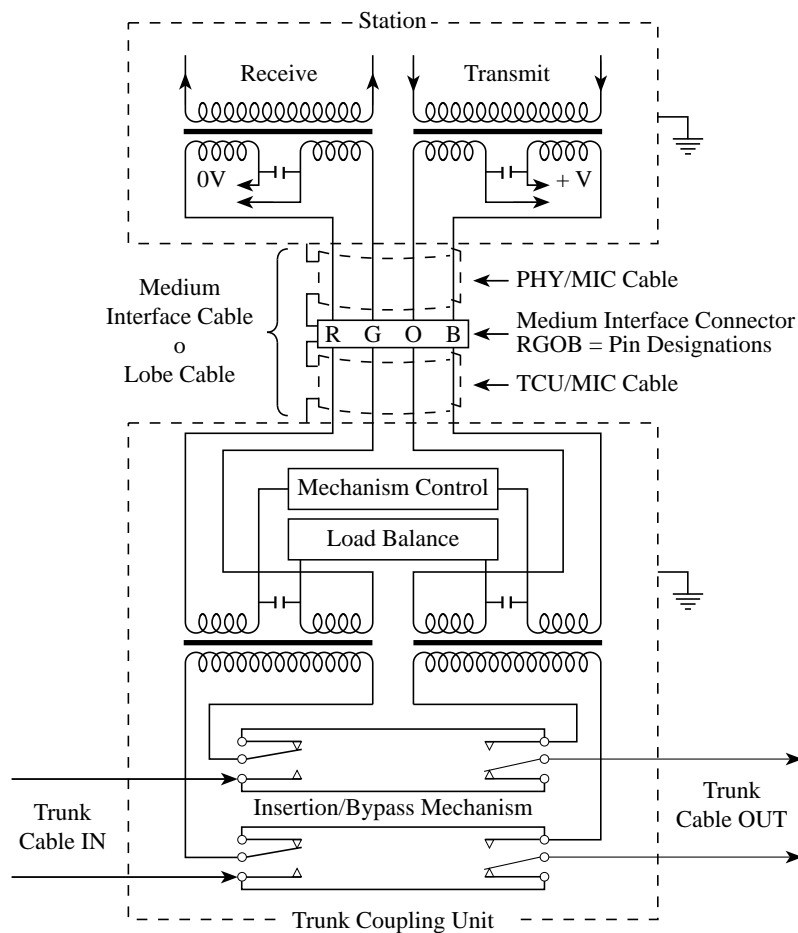 Station
Receive
Transmit
0V
+ V
Medium
Interface Cable
o
Lobe Cable
PHY/MIC Cable
R G O B
Medium Interface Connector
RGOB = Pin Designations
TCU/MIC Cable
Mechanism Control
Load Balance
Trunk
Cable IN
Insertion/Bypass Mechanism
Trunk
Cable OUT
Trunk Coupling Unit